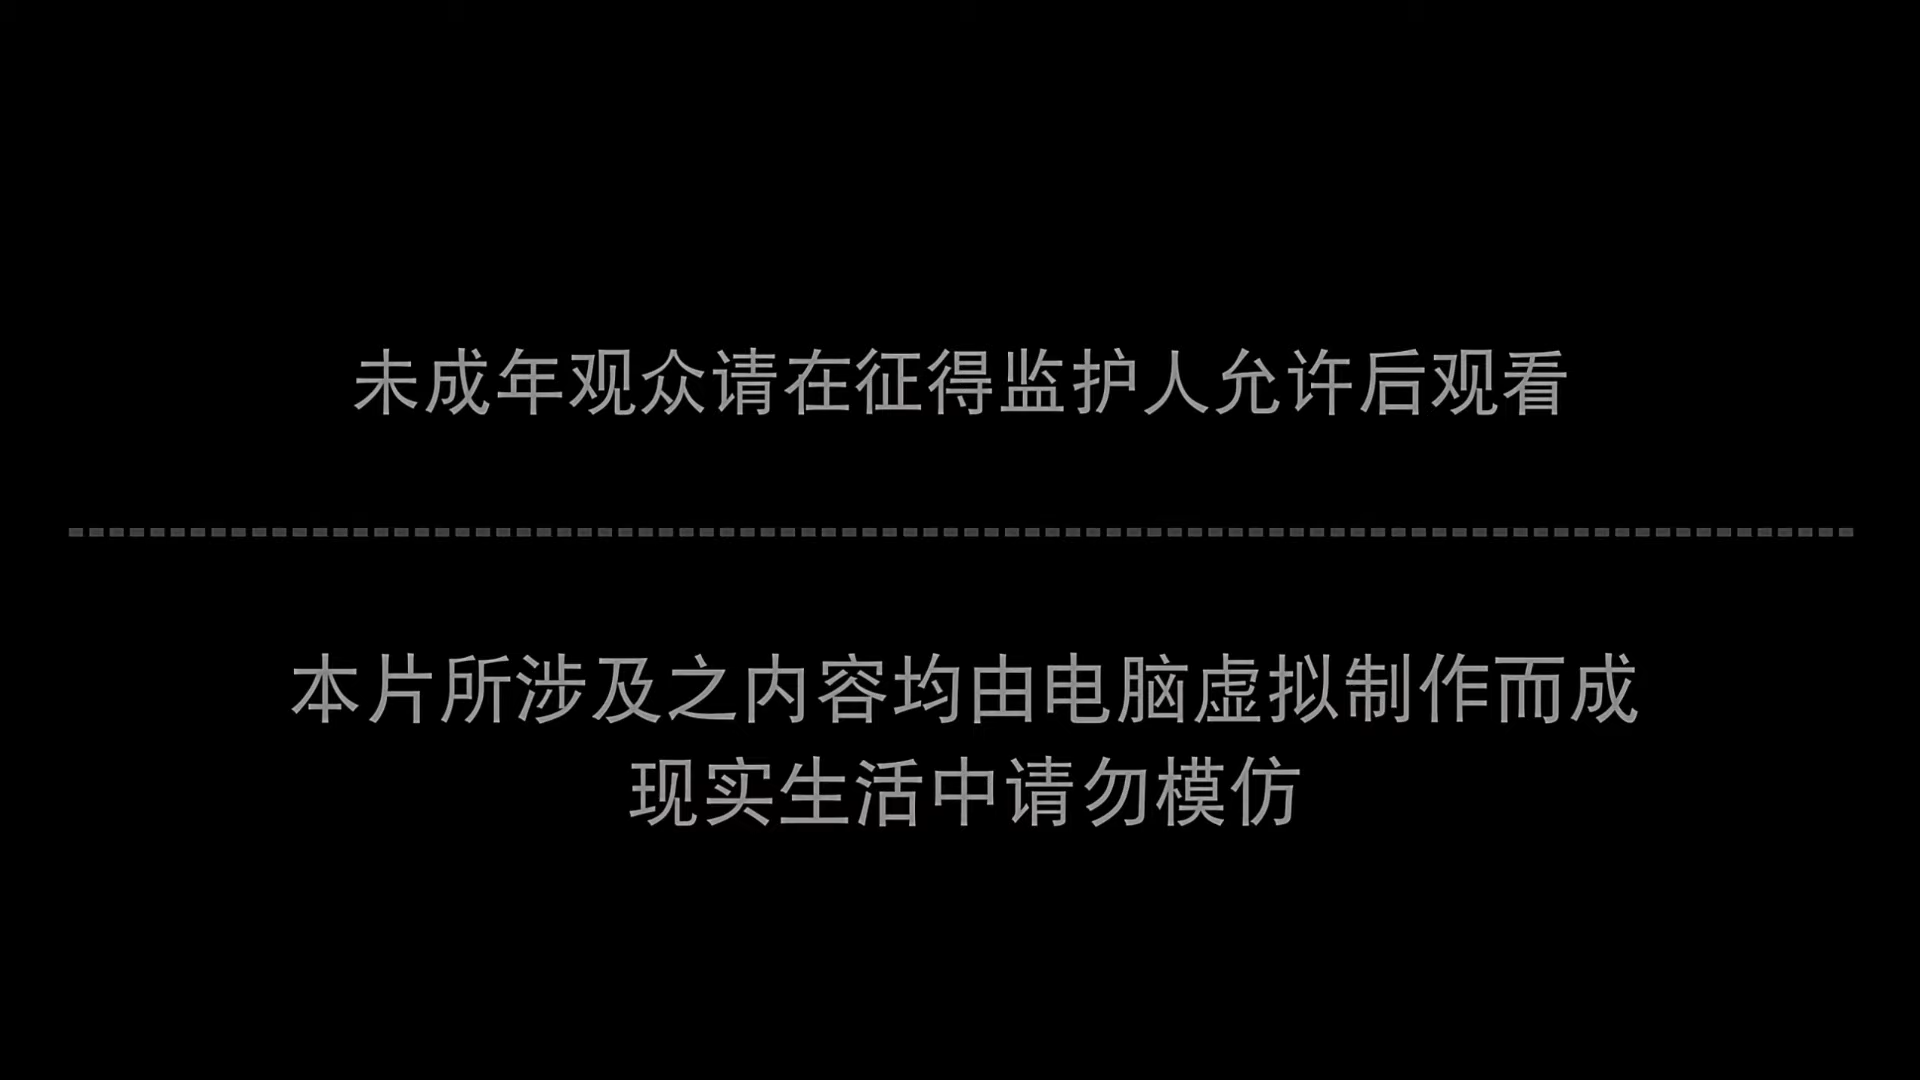 未成年观众请在征得监护人允许后观看
本片所涉及之内容均由电脑虚拟制作而成
现实生活中请勿模仿